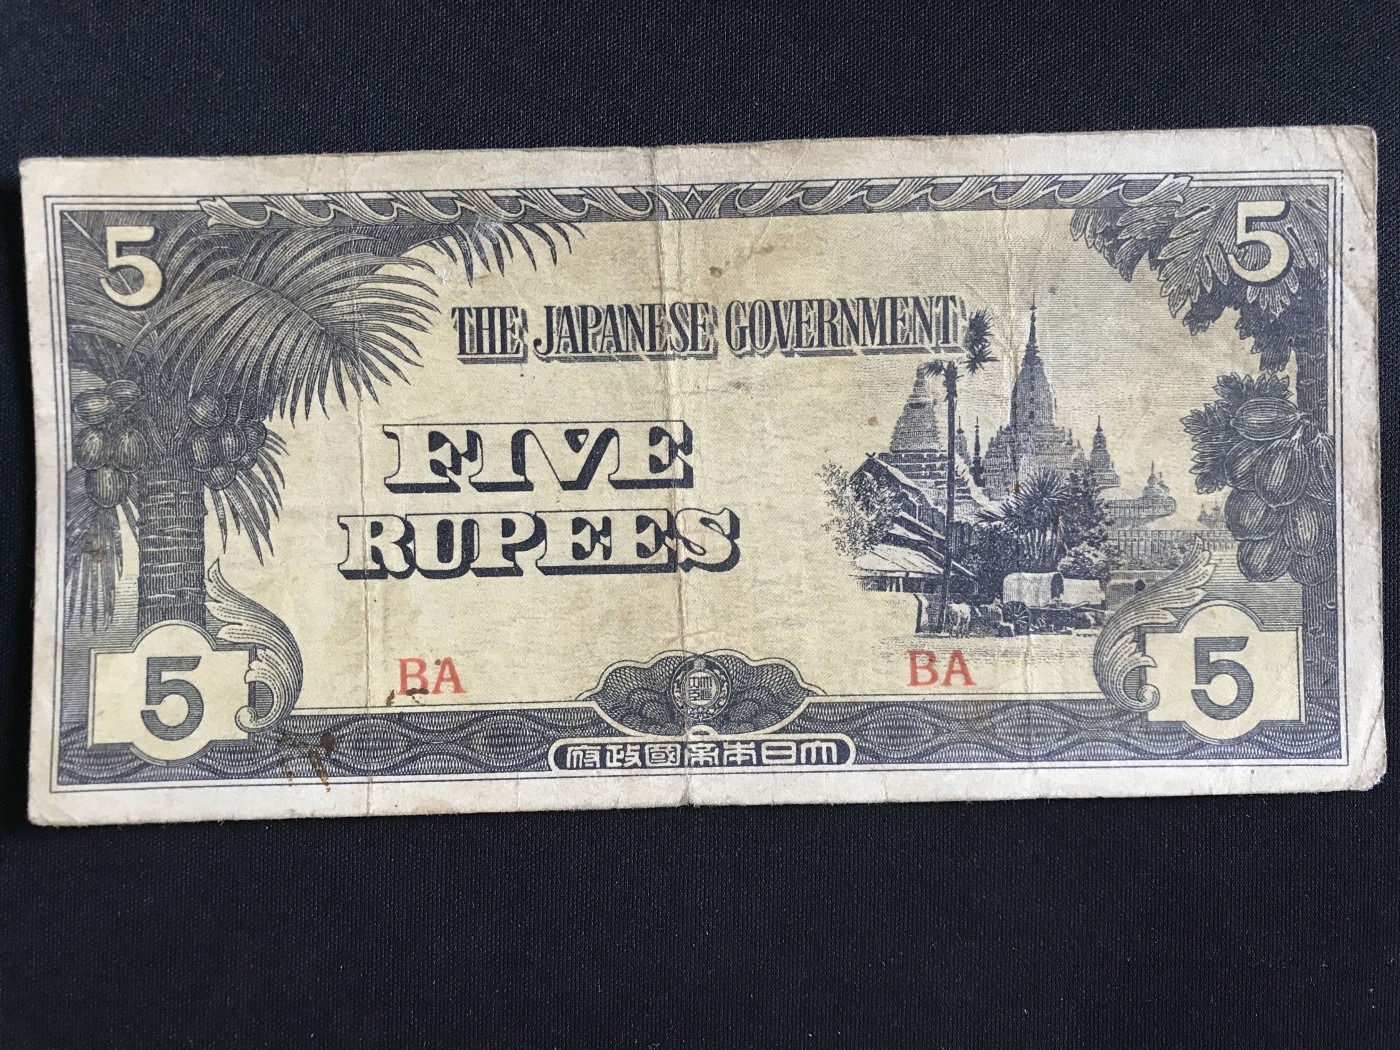 5 5
THE JAPANESE GOVERNMENT
FIVE
RUPEES
BA BA
5 5
府政國帝本日大